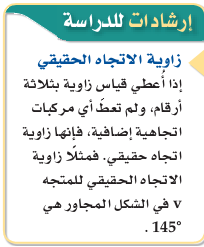 إرشادات للدراسة
زاوية الاتجاه الحقيقي
إذا أُعطي قياس زاوية بثلاثة
أرقام، ولم تعطَ أي مركبات
اتجاهية إضافية، فإنها زاوية
اتجاه حقيقي. فمثلًا زاوية
الاتجاه الحقيقي للمتجه
v في الشكل المجاور هي
145° .